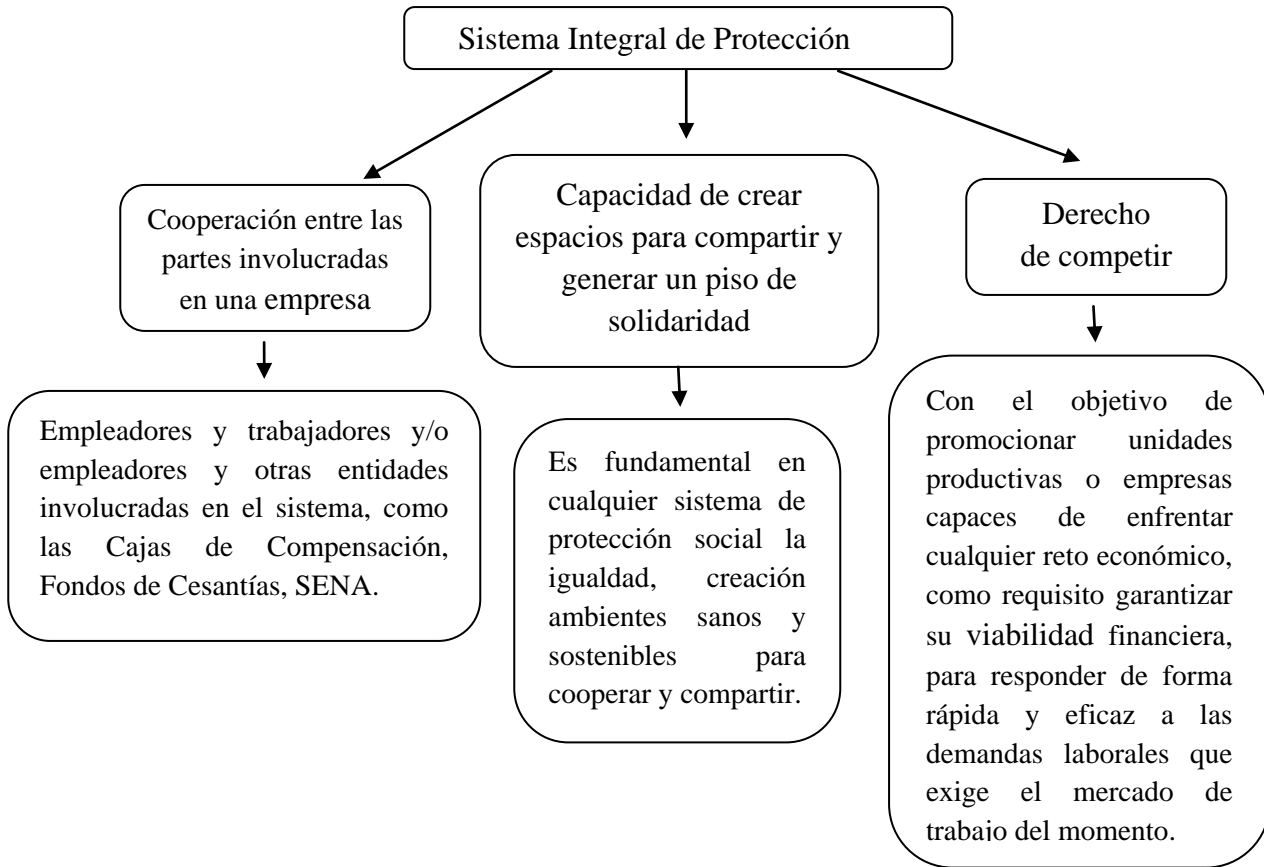 Sistema Integral de Protección
Cooperación entre las
partes involucradas
en una empresa
Empleadores y trabajadores y/o
empleadores y otras entidades
involucradas en el sistema, como
las Cajas de Compensación,
Fondos de Cesantías, SENA.
Capacidad de crear
espacios para compartir y
generar un piso de
solidaridad
Es fundamental en
cualquier sistema de
protección social la
igualdad, creación
ambientes sanos y
sostenibles para
cooperar y compartir.
Derecho
de competir
Con el objetivo de
promocionar unidades
productivas o empresas
capaces de enfrentar
cualquier reto económico,
como requisito garantizar
su viabilidad financiera,
para responder de forma
rápida y eficaz a las
demandas laborales que
exige el mercado de
trabajo del momento.